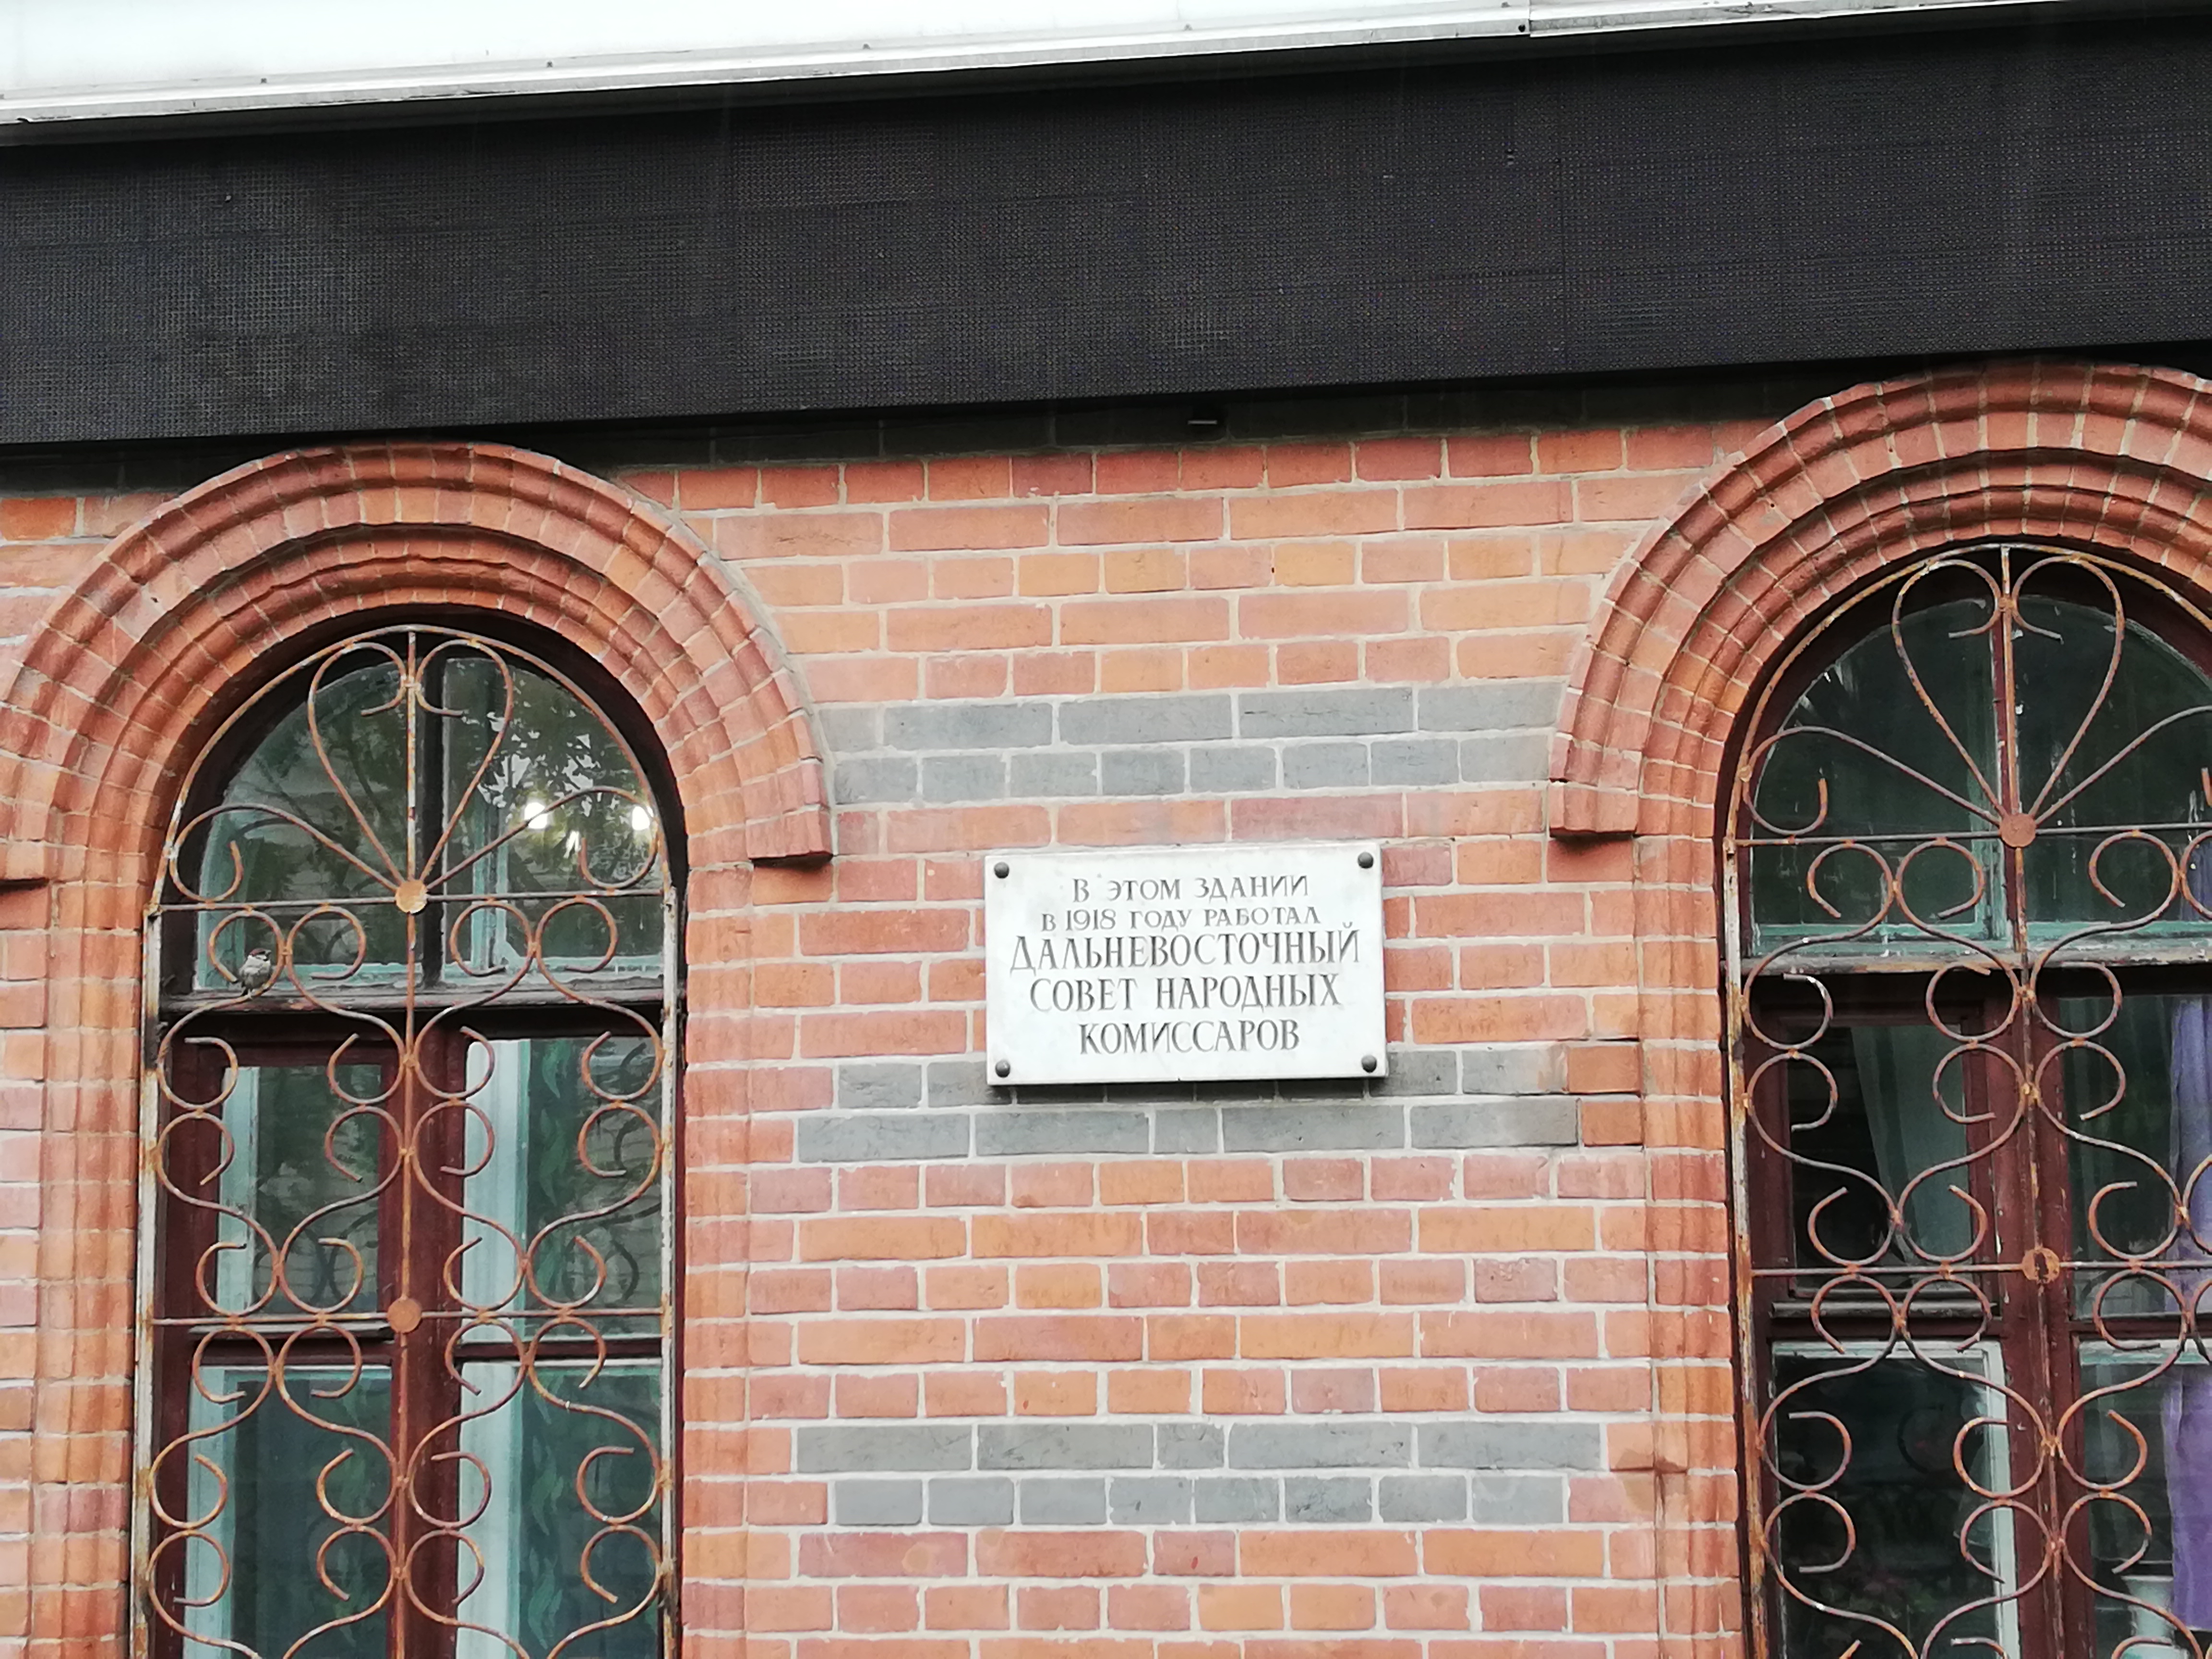 В ЭТОМ ЗДАНИИ
В 1918 ГОДУ РАБОТАЛ
ДАЛЬНЕВОСТОЧНЫЙ
СОВЕТ НАРОДНЫХ
КОМИССАРОВ